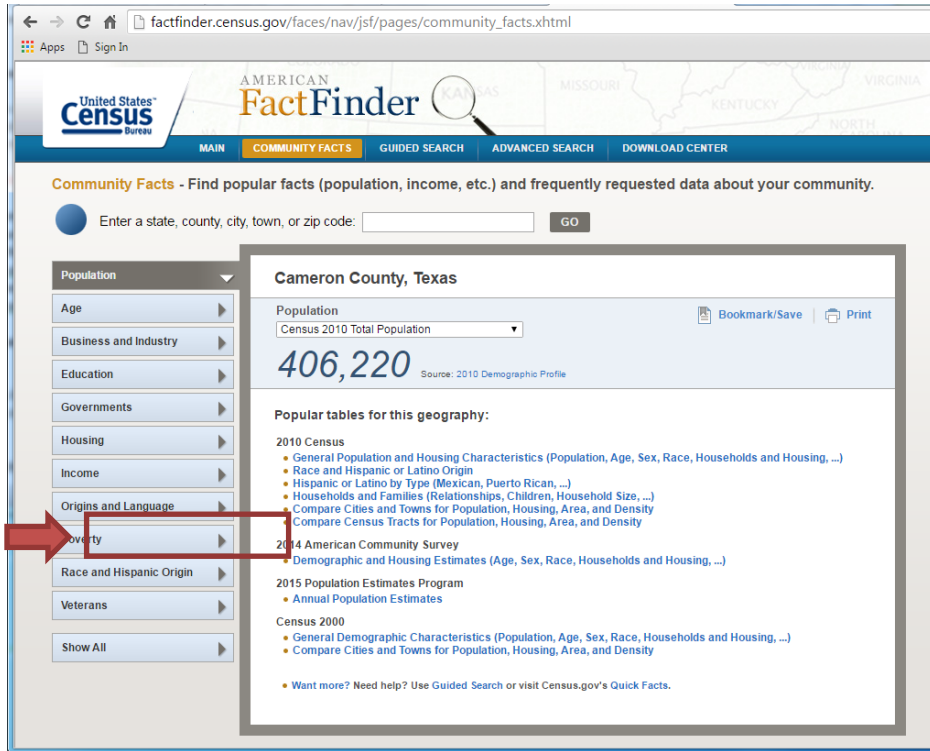 factfinder.census.gov/faces/nav/jsf/pages/community_facts.xhtml
Apps Sign In
United States®
Census
Bureau
AMERICAN
FactFinder
KANSAS
MISSOURI
KENTUCKY
VIRGINIA
VIRGINIA
NORTH
MAIN COMMUNITY FACTS GUIDED SEARCH ADVANCED SEARCH DOWNLOAD CENTER
Community Facts - Find popular facts (population, income, etc.) and frequently requested data about your community.
Enter a state, county, city, town, or zip code: GO
Population
Age
Business and Industry
Education
Governments
Housing
Income
Origins and Language
overty
Race and Hispanic Origin
Veterans
Show All
Cameron County, Texas
Population
Census 2010 Total Population
Bookmark/Save Print
406,220 Source: 2010 Demographic Profile
Popular tables for this geography:
2010 Census
• General Population and Housing Characteristics (Population, Age, Sex, Race, Households and Housing, ...)
• Race and Hispanic or Latino Origin
• Hispanic or Latino by Type (Mexican, Puerto Rican, ...)
• Households and Families (Relationships, Children, Household Size, ...)
• Compare Cities and Towns for Population, Housing, Area, and Density
• Compare Census Tracts for Population, Housing, Area, and Density
2014 American Community Survey
• Demographic and Housing Estimates (Age, Sex, Race, Households and Housing, ...)
2015 Population Estimates Program
• Annual Population Estimates
Census 2000
• General Demographic Characteristics (Population, Age, Sex, Race, Households and Housing, ...)
• Compare Cities and Towns for Population, Housing, Area, and Density
• Want more? Need help? Use Guided Search or visit Census.gov's Quick Facts.